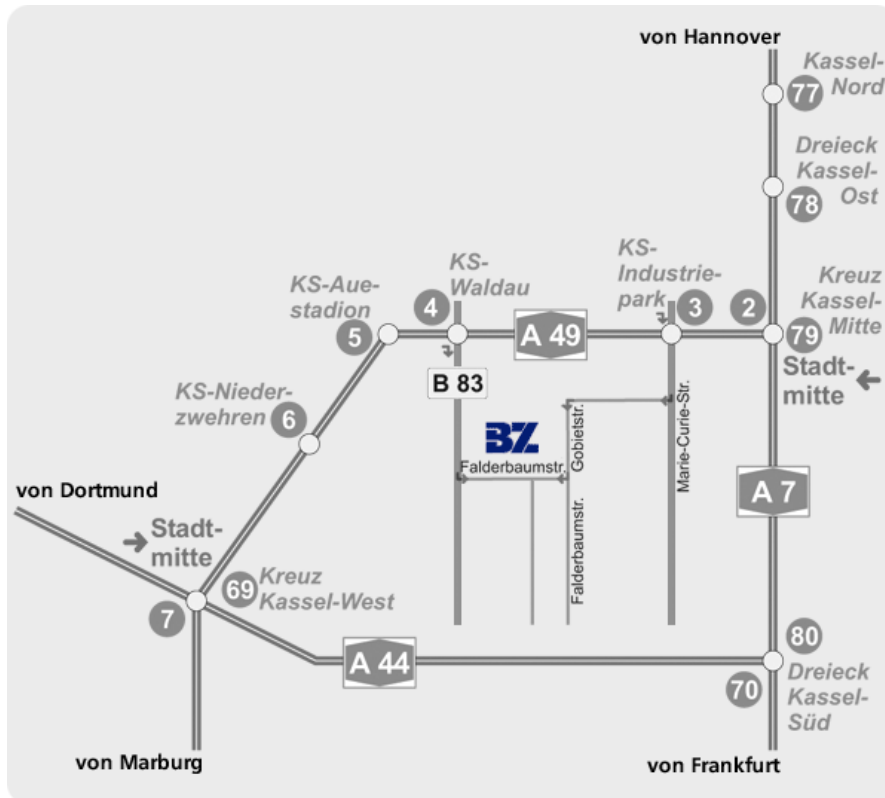 von Hannover
Kassel-
Nord
77
Dreieck
Kassel-
Ost
78
KS-
Industrie-
park
3
2
Kreuz
Kassel-
Mitte
79
KS-
Waldau
4
KS-Aue-
stadion
5
A 49
Stadt-
mitte
B 83
KS-Nieder-
zwehren
6
BZ
Falderbaumstr.
Gobietstr.
Marie-Curie-Str.
Falderbaumstr.
A 7
von Dortmund
Stadt-
mitte
69
Kreuz
Kassel-West
7
A 44
80
70
Dreieck
Kassel-
Süd
von Marburg
von Frankfurt